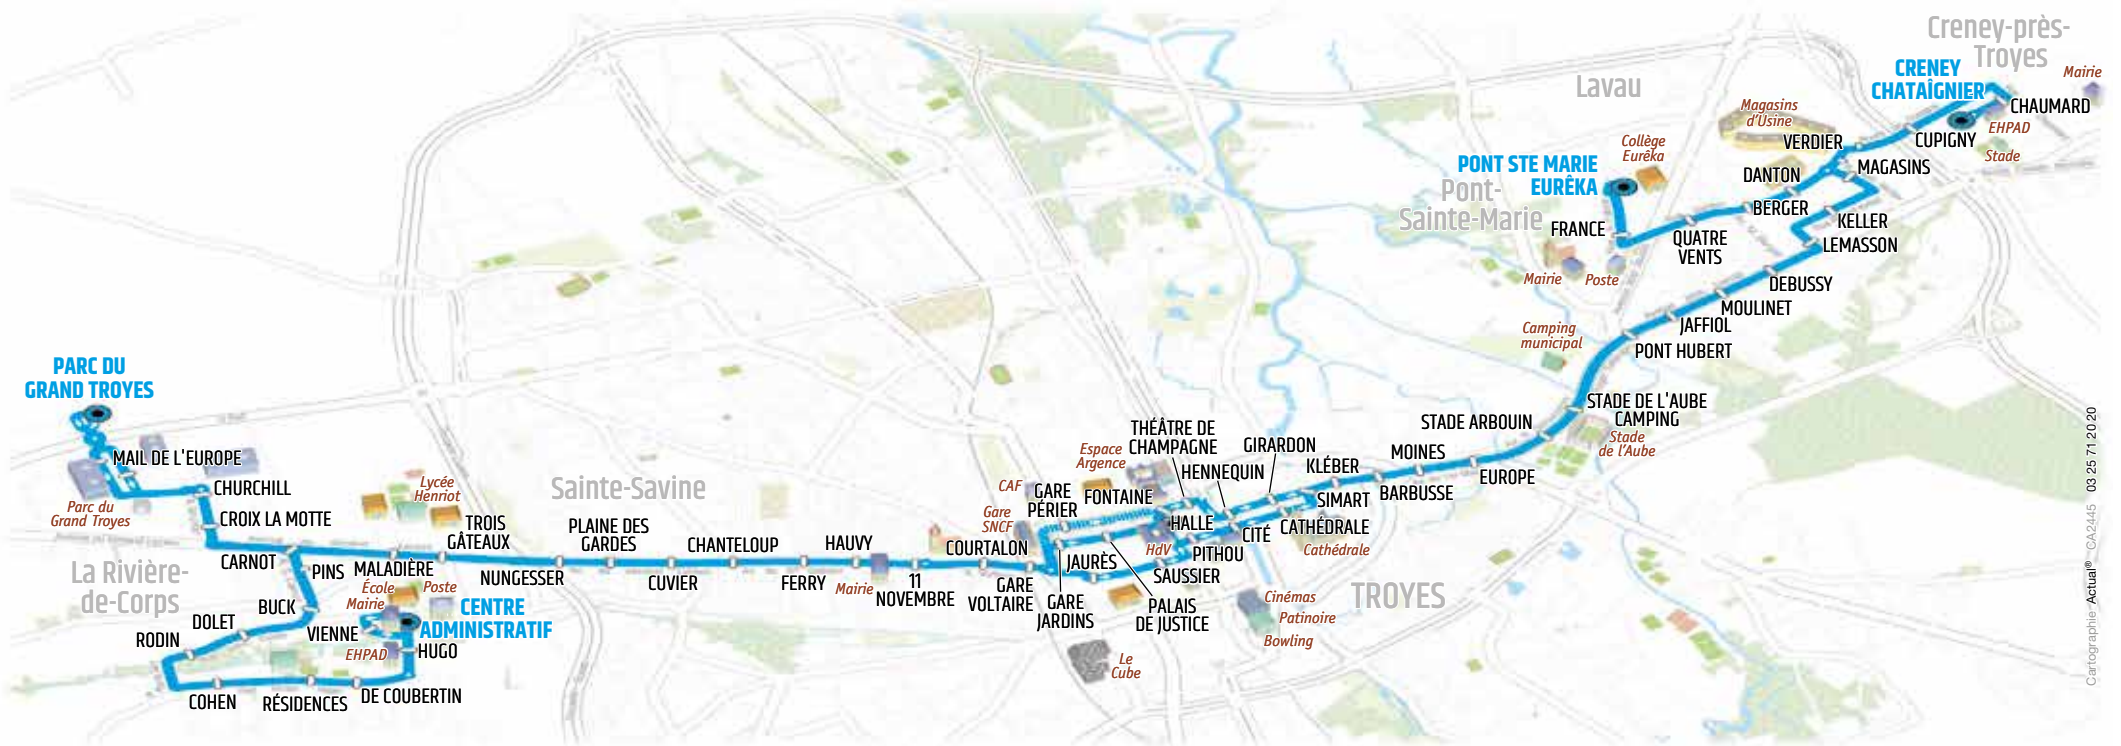 Creney-près-
Troyes
Mairie
CRENEY
CHATAÎGNIER
CHAUMARD
EHPAD
Stade
CUPIGNY
Lavau
Magasins
d'Usine
VERDIER
MAGASINS
DANTON
BERGER
KELLER
LEMASSON
Collège
Eurêka
PONT STE MARIE
EURÊKA
Pont-
Sainte-Marie
FRANCE
QUATRE
VENTS
Mairie
Poste
DEBUSSY
MOULINET
JAFFIOL
PONT HUBERT
Camping
municipal
STADE DE L'AUBE
CAMPING
Stade
de l'Aube
STADE ARBOUIN
EUROPE
MOINES
BARBUSSE
KLÉBER
SIMART
GIRARDON
CATHÉDRALE
Cathédrale
THÉÂTRE DE
CHAMPAGNE
HENNEQUIN
CITÉ
Espace
Argence
FONTAINE
HALLE
HdV
PITHOU
SAUSSIER
CAF
GARE
PÉRIER
Gare
SNCF
JAURÈS
PALAIS
DE JUSTICE
GARE
JARDINS
GARE
VOLTAIRE
COURTALON
11
NOVEMBRE
Cinémas
Patinoire
Bowling
TROYES
Le
Cube
HAUVY
Mairie
FERRY
CHANTELOUP
CUVIER
Sainte-Savine
PLAINE DES
GARDES
NUNGESSER
TROIS
GÂTEAUX
Lycée
Henriot
MALADIÈRE
PARC DU
GRAND TROYES
MAIL DE L'EUROPE
Parc du
Grand Troyes
CHURCHILL
CROIX LA MOTTE
CARNOT
La Rivière-
de-Corps
PINS
BUCK
DOLET
RODIN
COHEN
RÉSIDENCES
DE COUBERTIN
HUGO
EHPAD
VIENNE
École
Mairie
Poste
CENTRE
ADMINISTRATIF
Cartographie Actual® CA2445 03 25 71 20 20